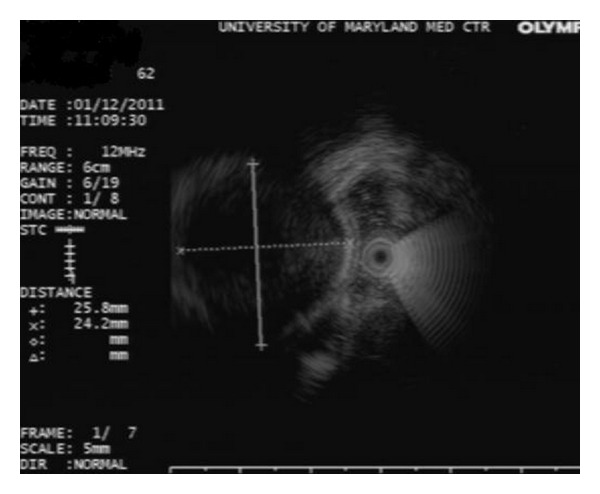 UNIVERSITY OF MARYLAND MED CTR OLYMP
62
DATE :01/12/2011
TIME :11:09:30
FREQ : 12MHz
RANGE: 6cm
GAIN : 6/19
CONT : 1/ 8
IMAGE:NORMAL
STC
DISTANCE
+: 25.8mm
×: 24.2mm
◇: mm
△: mm
FRAME: 1/ 7
SCALE: 5mm
DIR :NORMAL